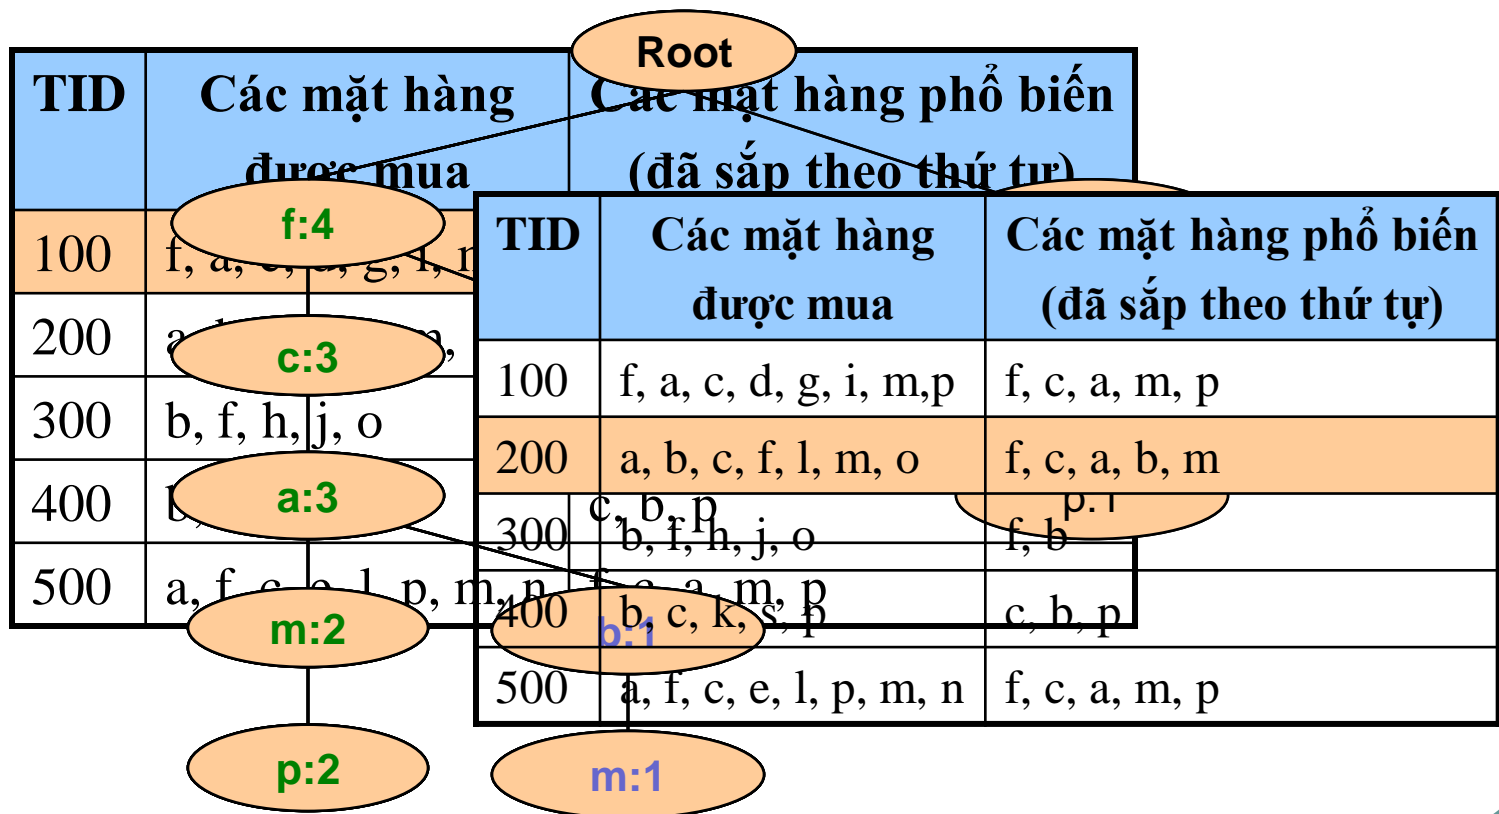 Root
TID Các mặt hàng Các mặt hàng phổ biến
được mua (đã sắp theo thứ tự)
f:4
100
200
c:3
300 b, f, h, j, o
400
a:3
c, b, p
p:1
500 a, f, c, e, l, p, m, n f, c, a, m, p
m:2
b:1
p:2
m:1
TID Các mặt hàng Các mặt hàng phổ biến
được mua (đã sắp theo thứ tự)
100 f, a, c, d, g, i, m,p f, c, a, m, p
200 a, b, c, f, l, m, o f, c, a, b, m
300 b, f, h, j, o f, b
400 b, c, k, s, p c, b, p
500 a, f, c, e, l, p, m, n f, c, a, m, p